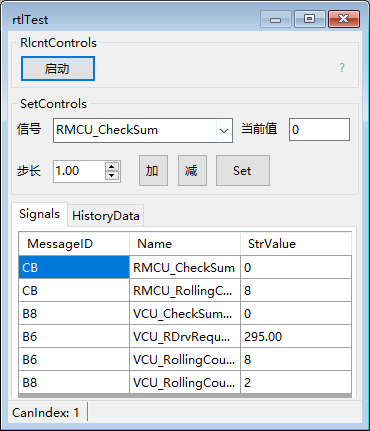 rtlTest
RlcntControls
启动
?
SetControls
信号 RMCU_CheckSum 当前值 0
步长 1.00 加 减 Set
Signals HistoryData
MessageID Name StrValue
CB RMCU_CheckSum 0
CB RMCU_RollingC... 8
B8 VCU_CheckSum... 0
B6 VCU_RDrvRequ... 295.00
B6 VCU_RollingCou... 8
B8 VCU_RollingCou... 2
CanIndex: 1